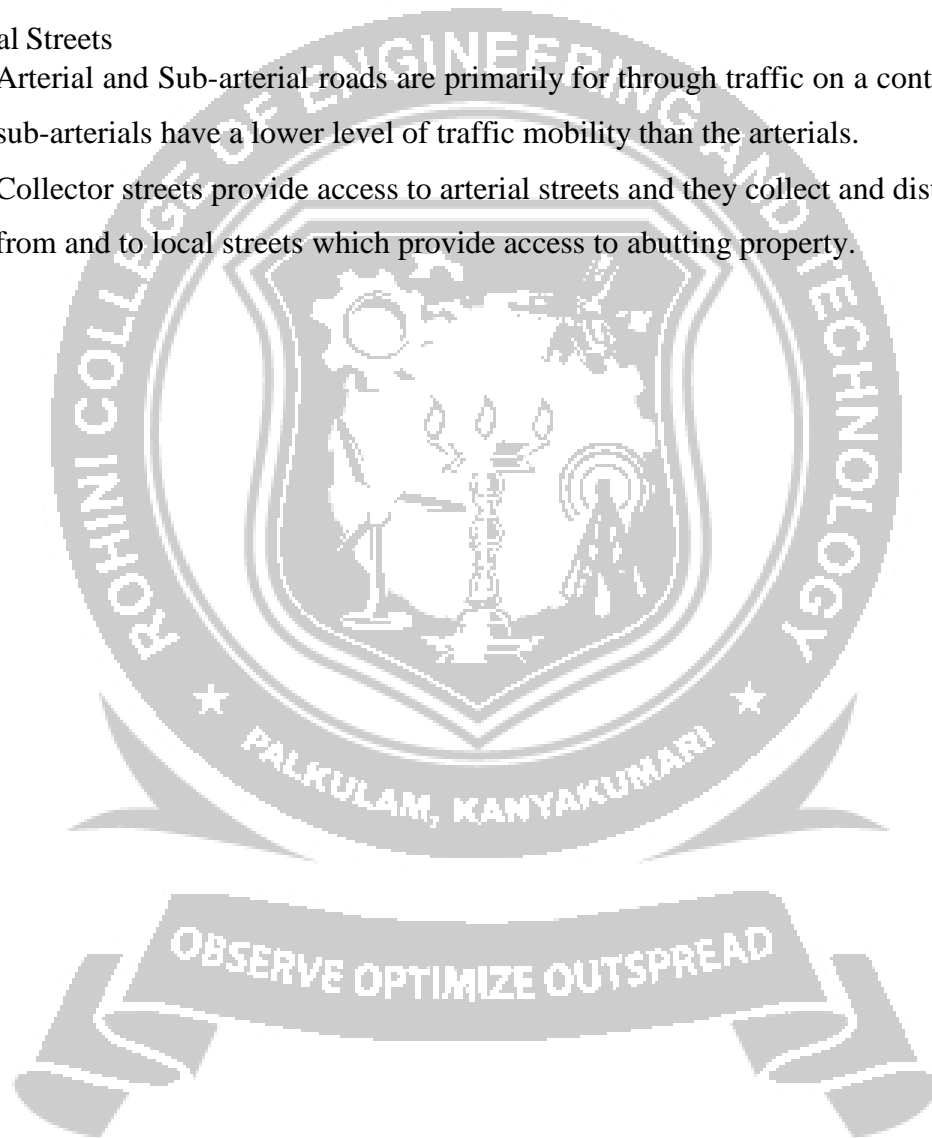 al Streets
Arterial and Sub-arterial roads are primarily for through traffic on a cont
sub-arterials have a lower level of traffic mobility than the arterials.
Collector streets provide access to arterial streets and they collect and dis
from and to local streets which provide access to abutting property.
ROHINI COLLEGE OF ENGINEERING AND TECHNOLOGY
PALKULAM, KANYAKUMARI
OBSERVE OPTIMIZE OUTSPREAD